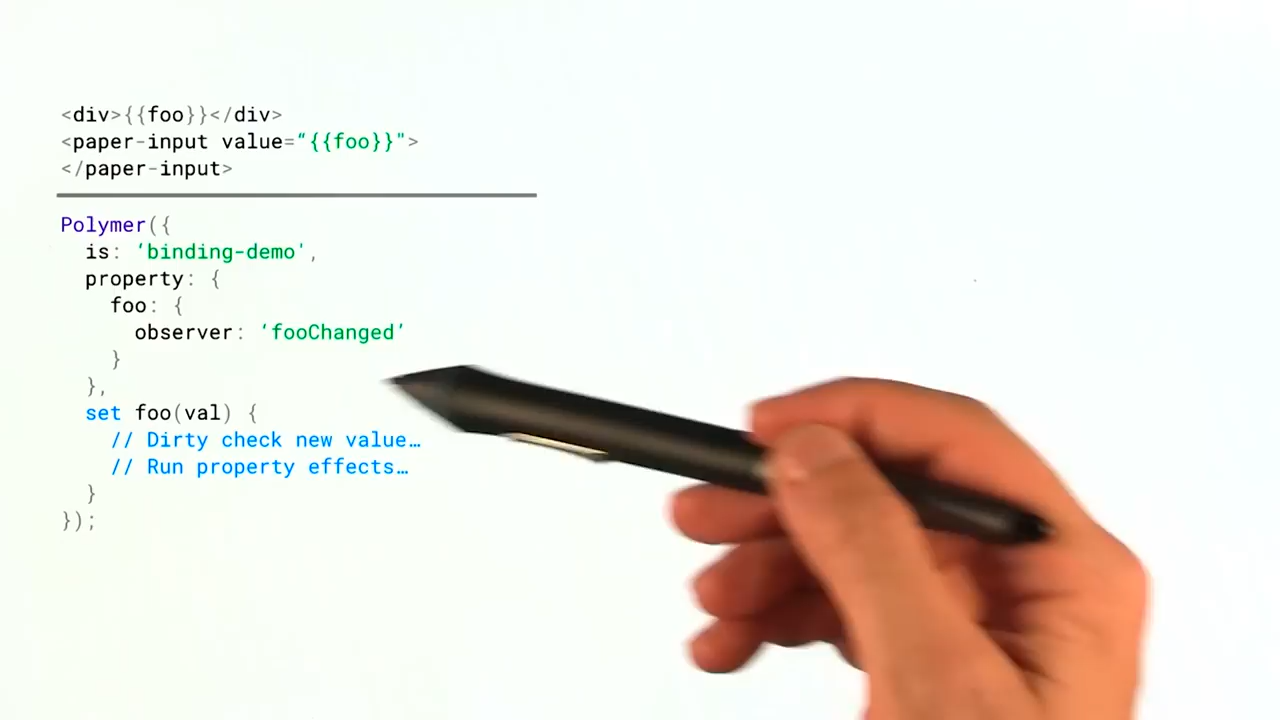 <div>{{foo}}</div>
<paper-input value=“{{foo}}">
</paper-input>
Polymer({
is: ‘binding-demo',
property: {
foo: {
observer: ‘fooChanged’
}
},
set foo(val) {
// Dirty check new value…
// Run property effects…
}
});